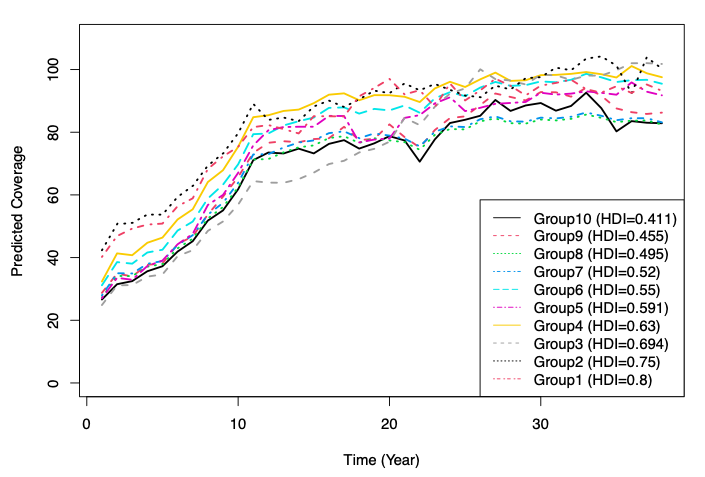 Predicted Coverage
100
80
60
40
20
0
0
10
20
30
Time (Year)
Group10 (HDI=0.411)
Group9 (HDI=0.455)
Group8 (HDI=0.495)
Group7 (HDI=0.52)
Group6 (HDI=0.55)
Group5 (HDI=0.591)
Group4 (HDI=0.63)
Group3 (HDI=0.694)
Group2 (HDI=0.75)
Group1 (HDI=0.8)